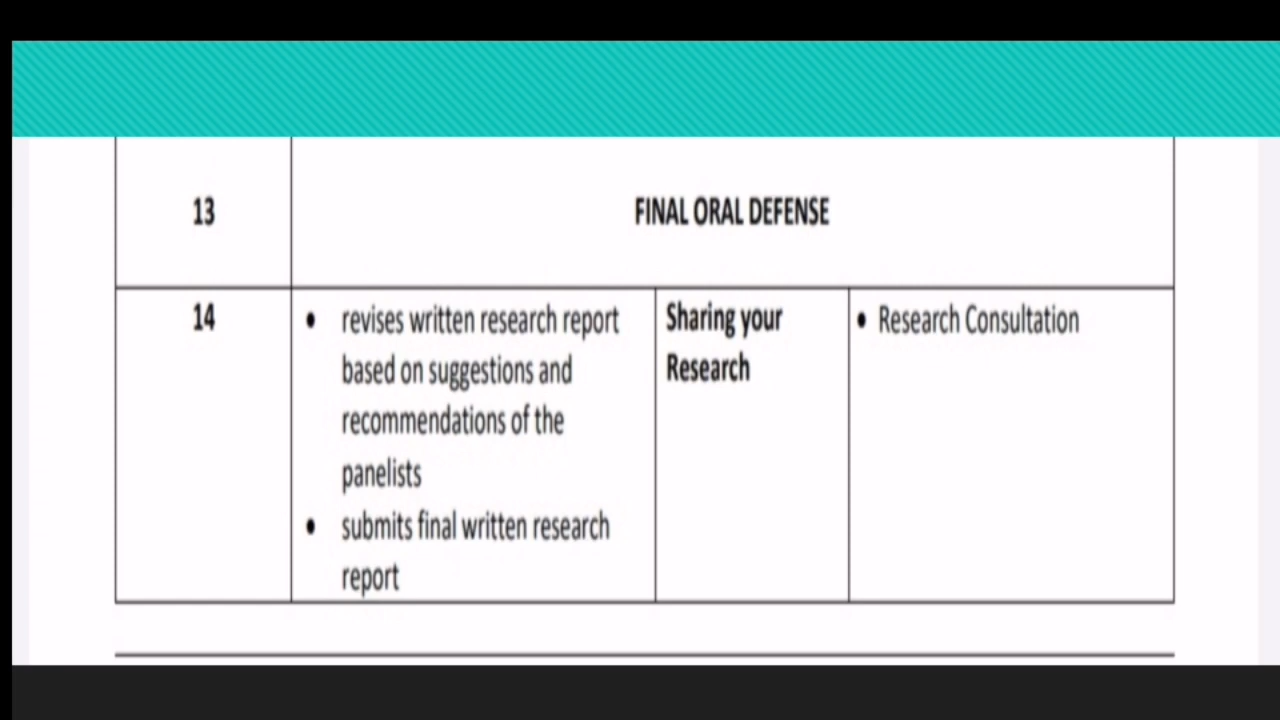 13
FINAL ORAL DEFENSE
14
• revises written research report
based on suggestions and
recommendations of the
panelists
• submits final written research
report
Sharing your
Research
• Research Consultation